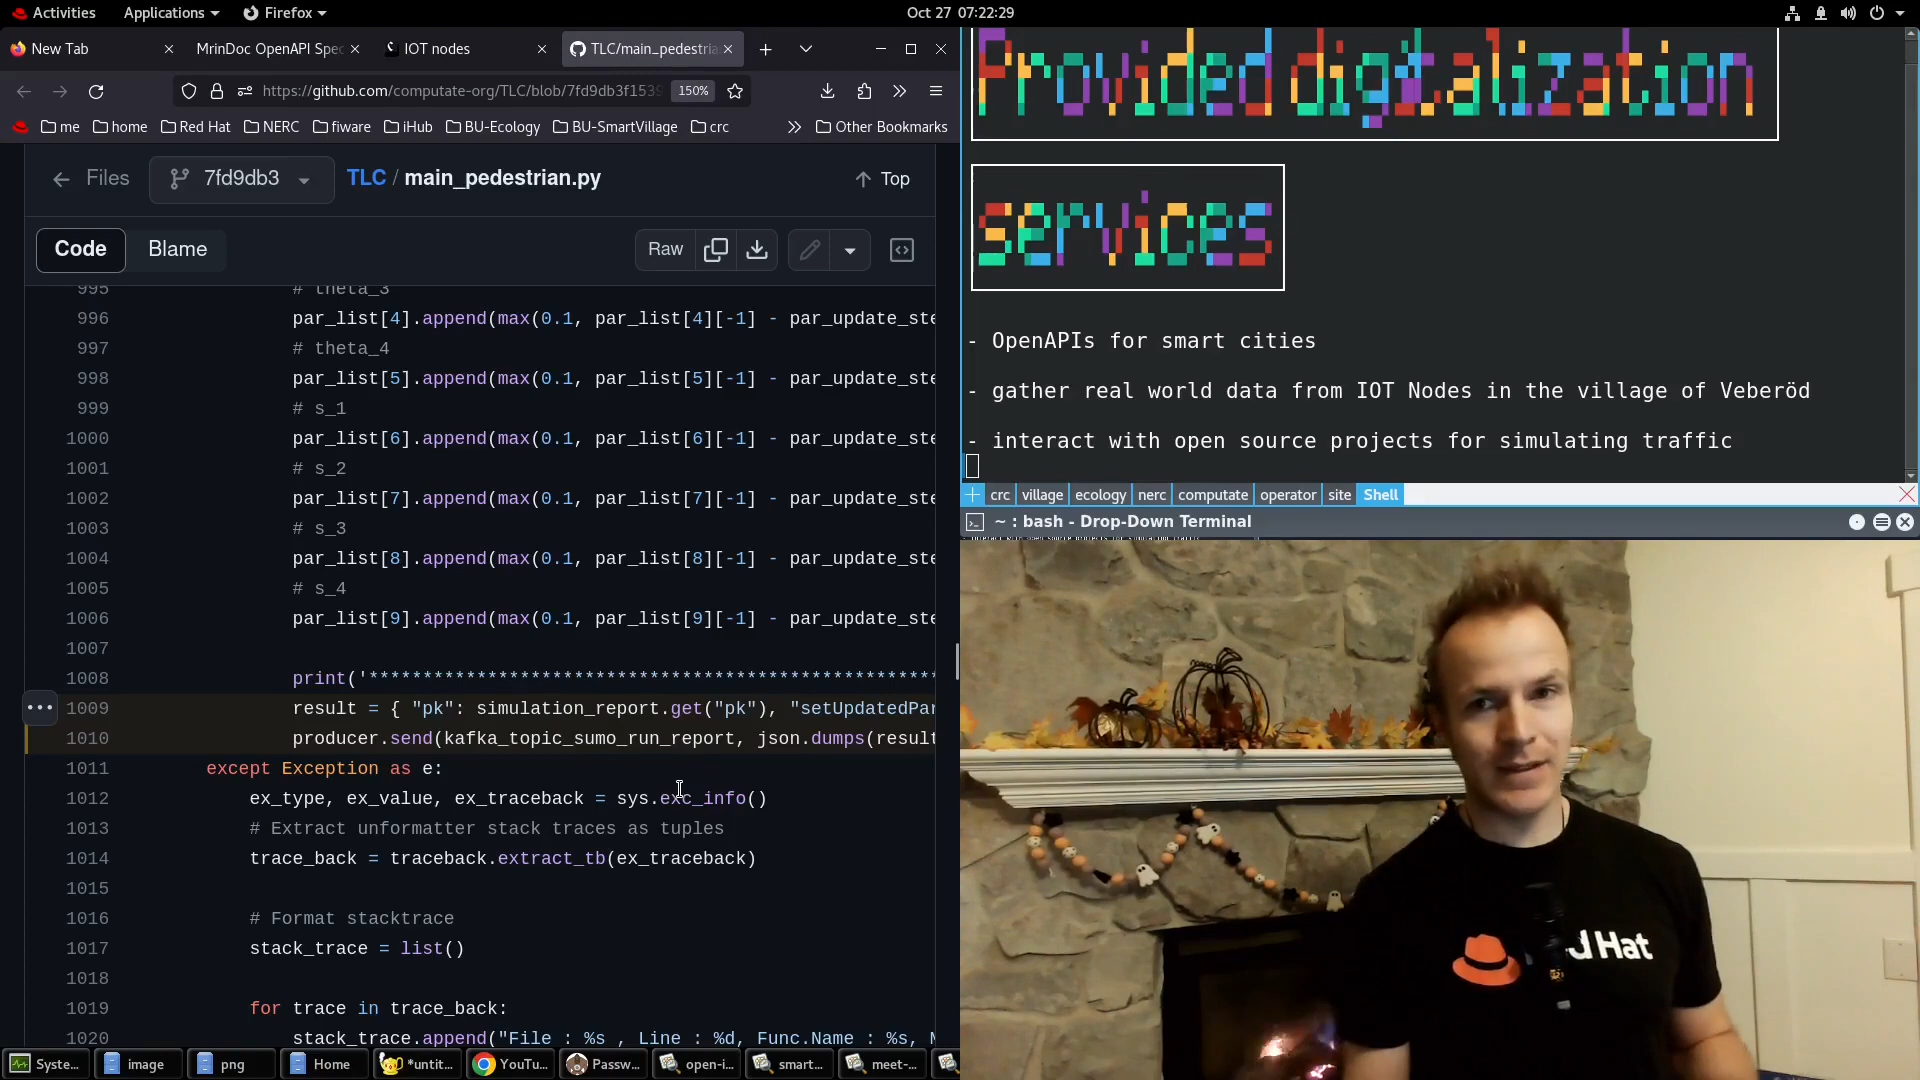 Activities Applications Firefox Oct 27 07:22:29
New Tab MrinDoc OpenAPI Spec IOT nodes TLC/main_pedestria
https://github.com/computate-org/TLC/blob/7fd9db3f1539 150%
me home Red Hat NERC fiware iHub BU-Ecology BU-SmartVillage crc Other Bookmarks
Files 7fd9db3 TLC / main_pedestrian.py Top
Code Blame Raw
995 # theta_3
996 par_list[4].append(max(0.1, par_list[4][-1] - par_update_ste
997 # theta_4
998 par_list[5].append(max(0.1, par_list[5][-1] - par_update_ste
999 # s_1
1000 par_list[6].append(max(0.1, par_list[6][-1] - par_update_ste
1001 # s_2
1002 par_list[7].append(max(0.1, par_list[7][-1] - par_update_ste
1003 # s_3
1004 par_list[8].append(max(0.1, par_list[8][-1] - par_update_ste
1005 # s_4
1006 par_list[9].append(max(0.1, par_list[9][-1] - par_update_ste
1007
1008 print('*****************************************************
1009 result = { "pk": simulation_report.get("pk"), "setUpdatedPar
1010 producer.send(kafka_topic_sumo_run_report, json.dumps(result
1011 except Exception as e:
1012 ex_type, ex_value, ex_traceback = sys.exc_info()
1013 # Extract unformatter stack traces as tuples
1014 trace_back = traceback.extract_tb(ex_traceback)
1015
1016 # Format stacktrace
1017 stack_trace = list()
1018
1019 for trace in trace_back:
1020 stack_trace.append("File : %s , Line : %d, Func.Name : %s, M
Syste... image png Home *untit... YouTu... Passw... open-i... smart... meet-...
Provided digitalization
services
- OpenAPIs for smart cities
- gather real world data from IOT Nodes in the village of Veberöd
- interact with open source projects for simulating traffic
crc village ecology nerc computate operator site Shell
~ : bash - Drop-Down Terminal
d Hat